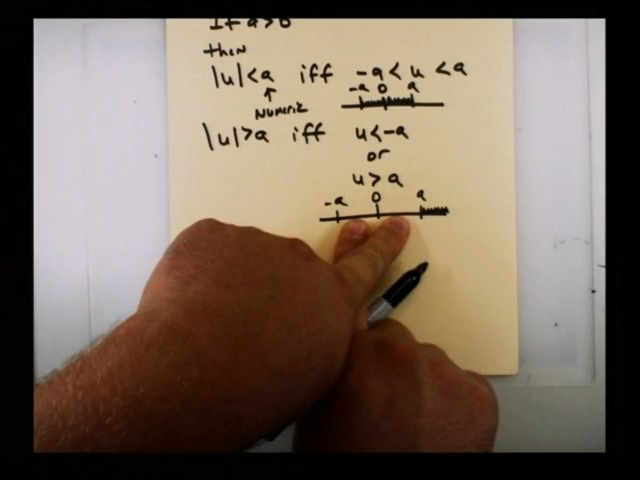 If a>0
then
|u|<a iff -a< u <a
-a 0 a
↑
Numeric
|u|>a iff u<-a
or
u> a
-a 0 a